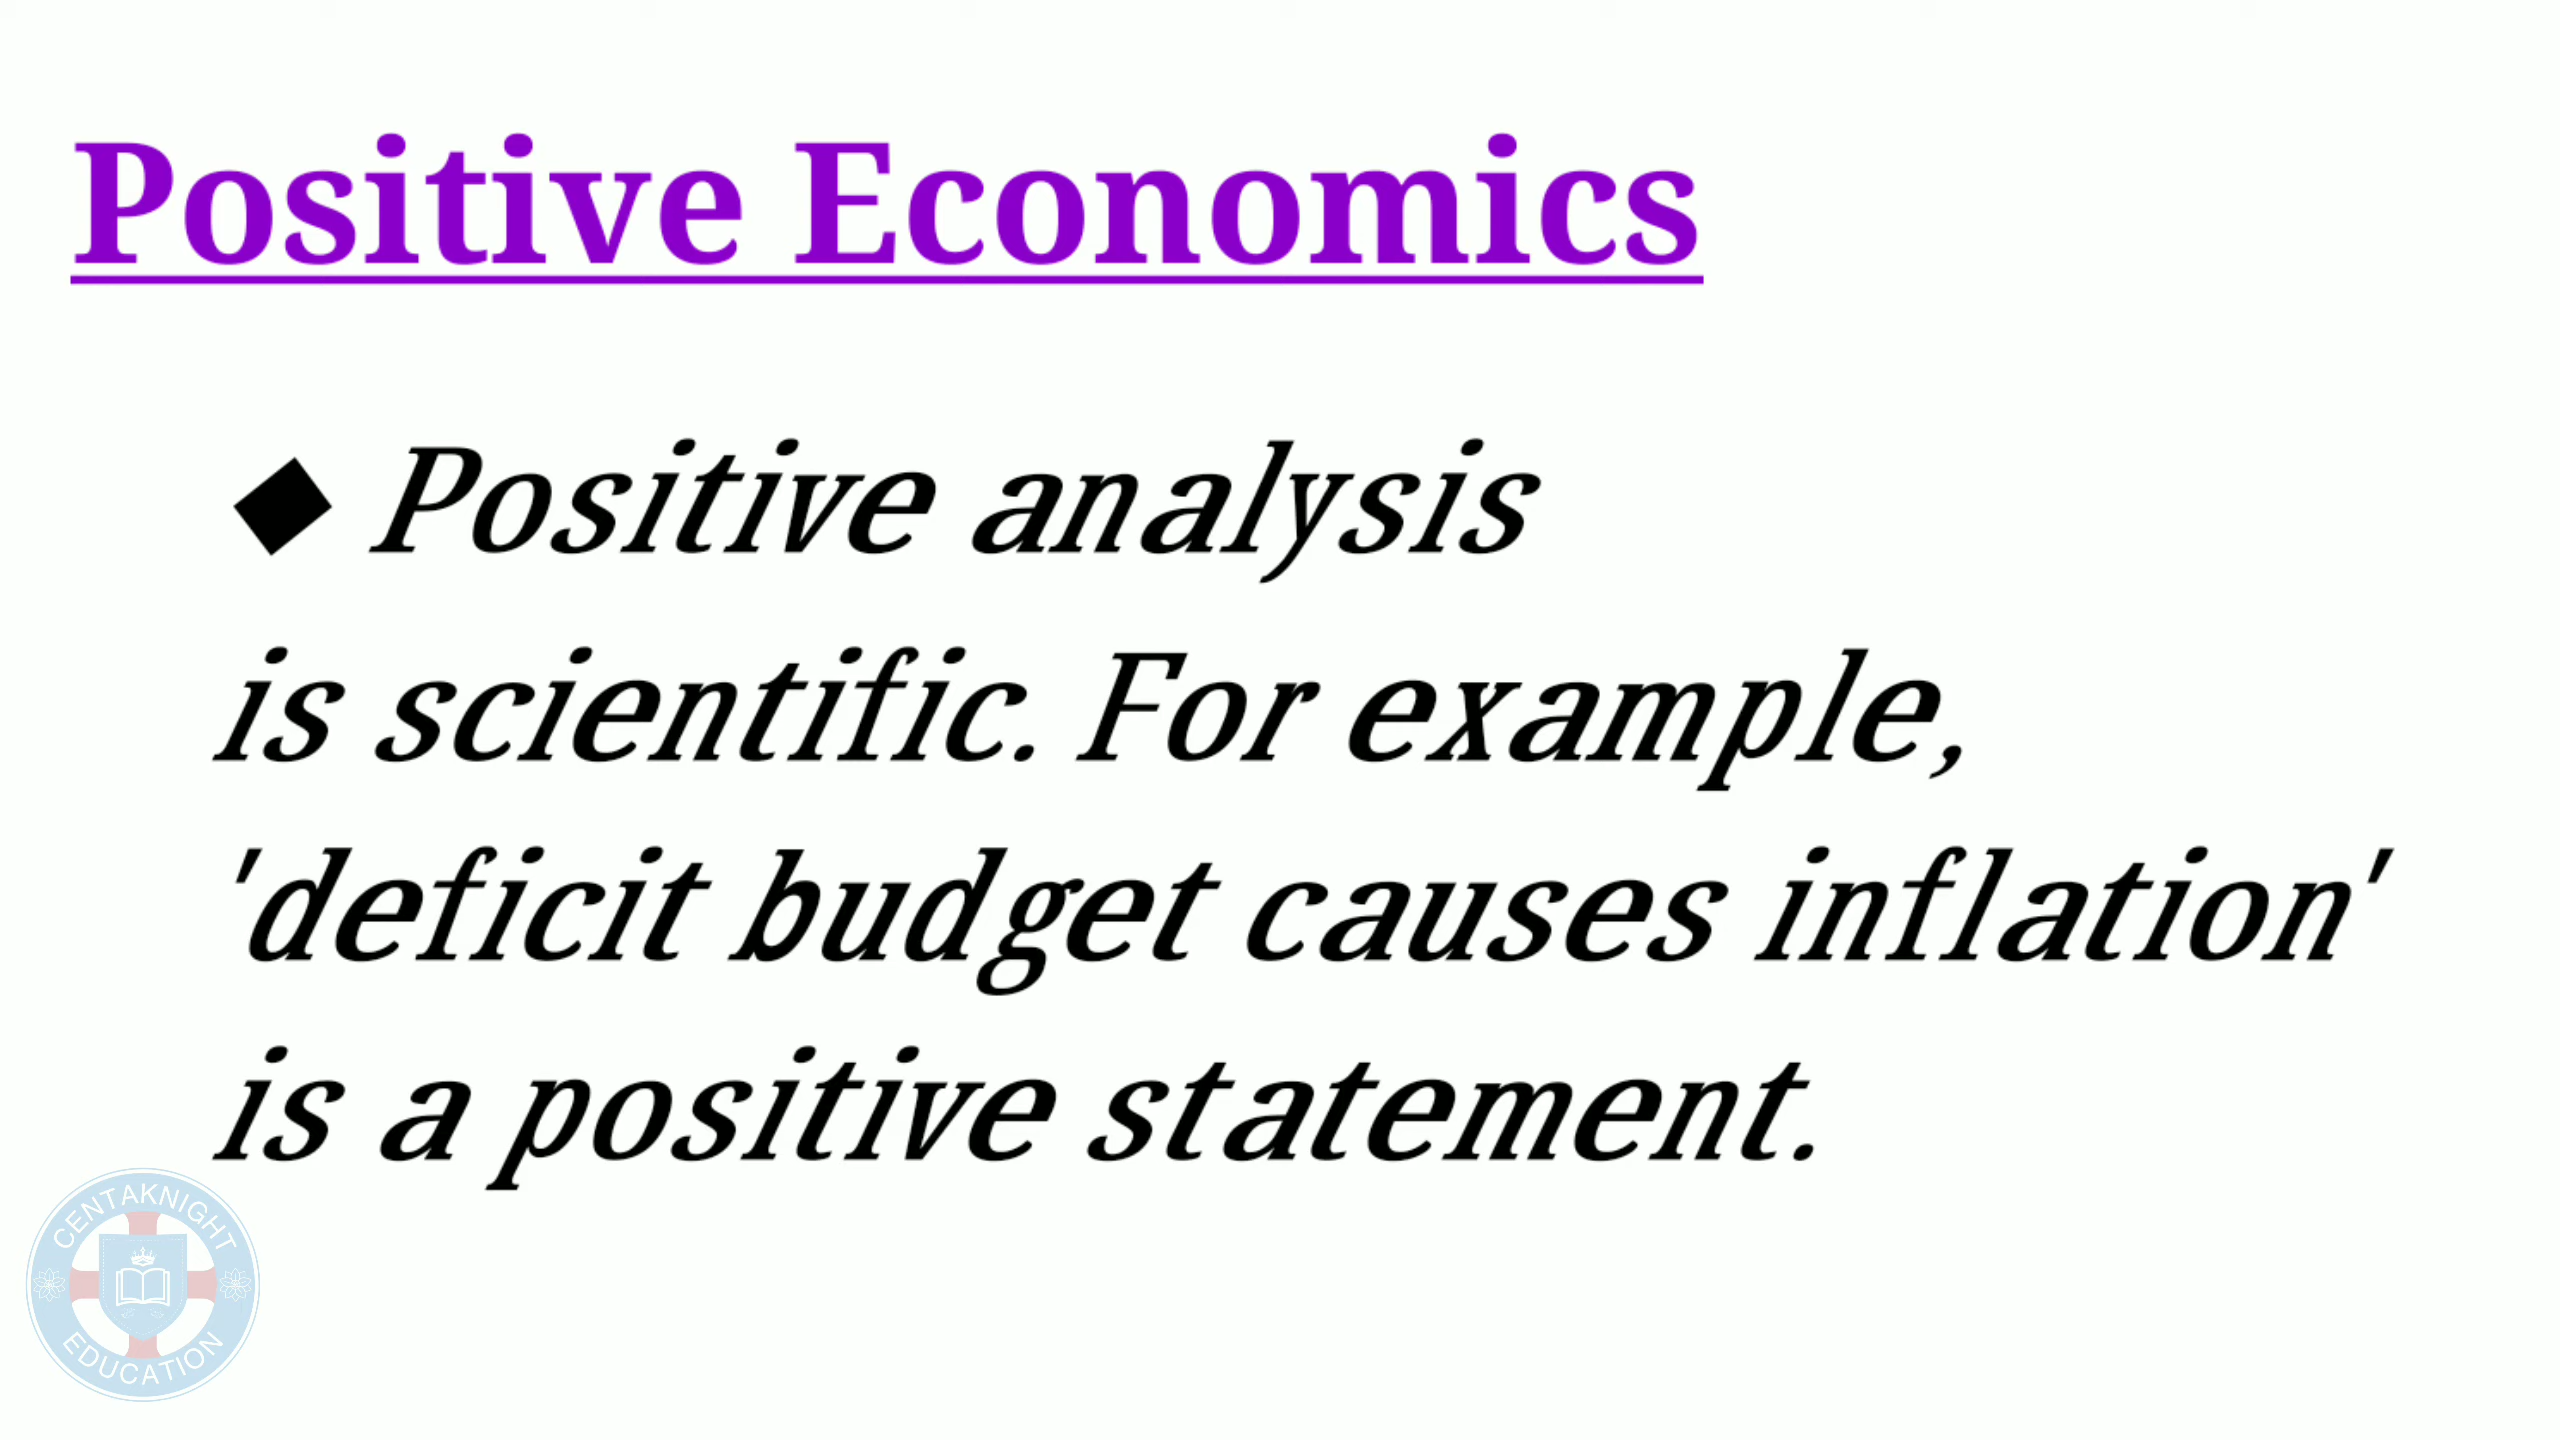 Positive Economics
◆ Positive analysis
is scientific. For example,
'deficit budget causes inflation'
is a positive statement.
CENTAKNIGHT
EDUCATION